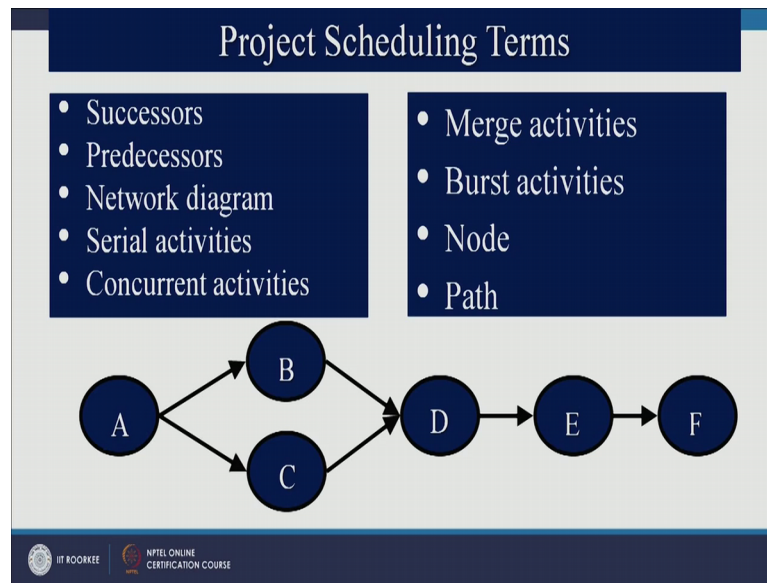 Project Scheduling Terms
• Successors
• Predecessors
• Network diagram
• Serial activities
• Concurrent activities
• Merge activities
• Burst activities
• Node
• Path
B
A
D
E
F
C
IIT ROORKEE
NPTEL ONLINE
CERTIFICATION COURSE